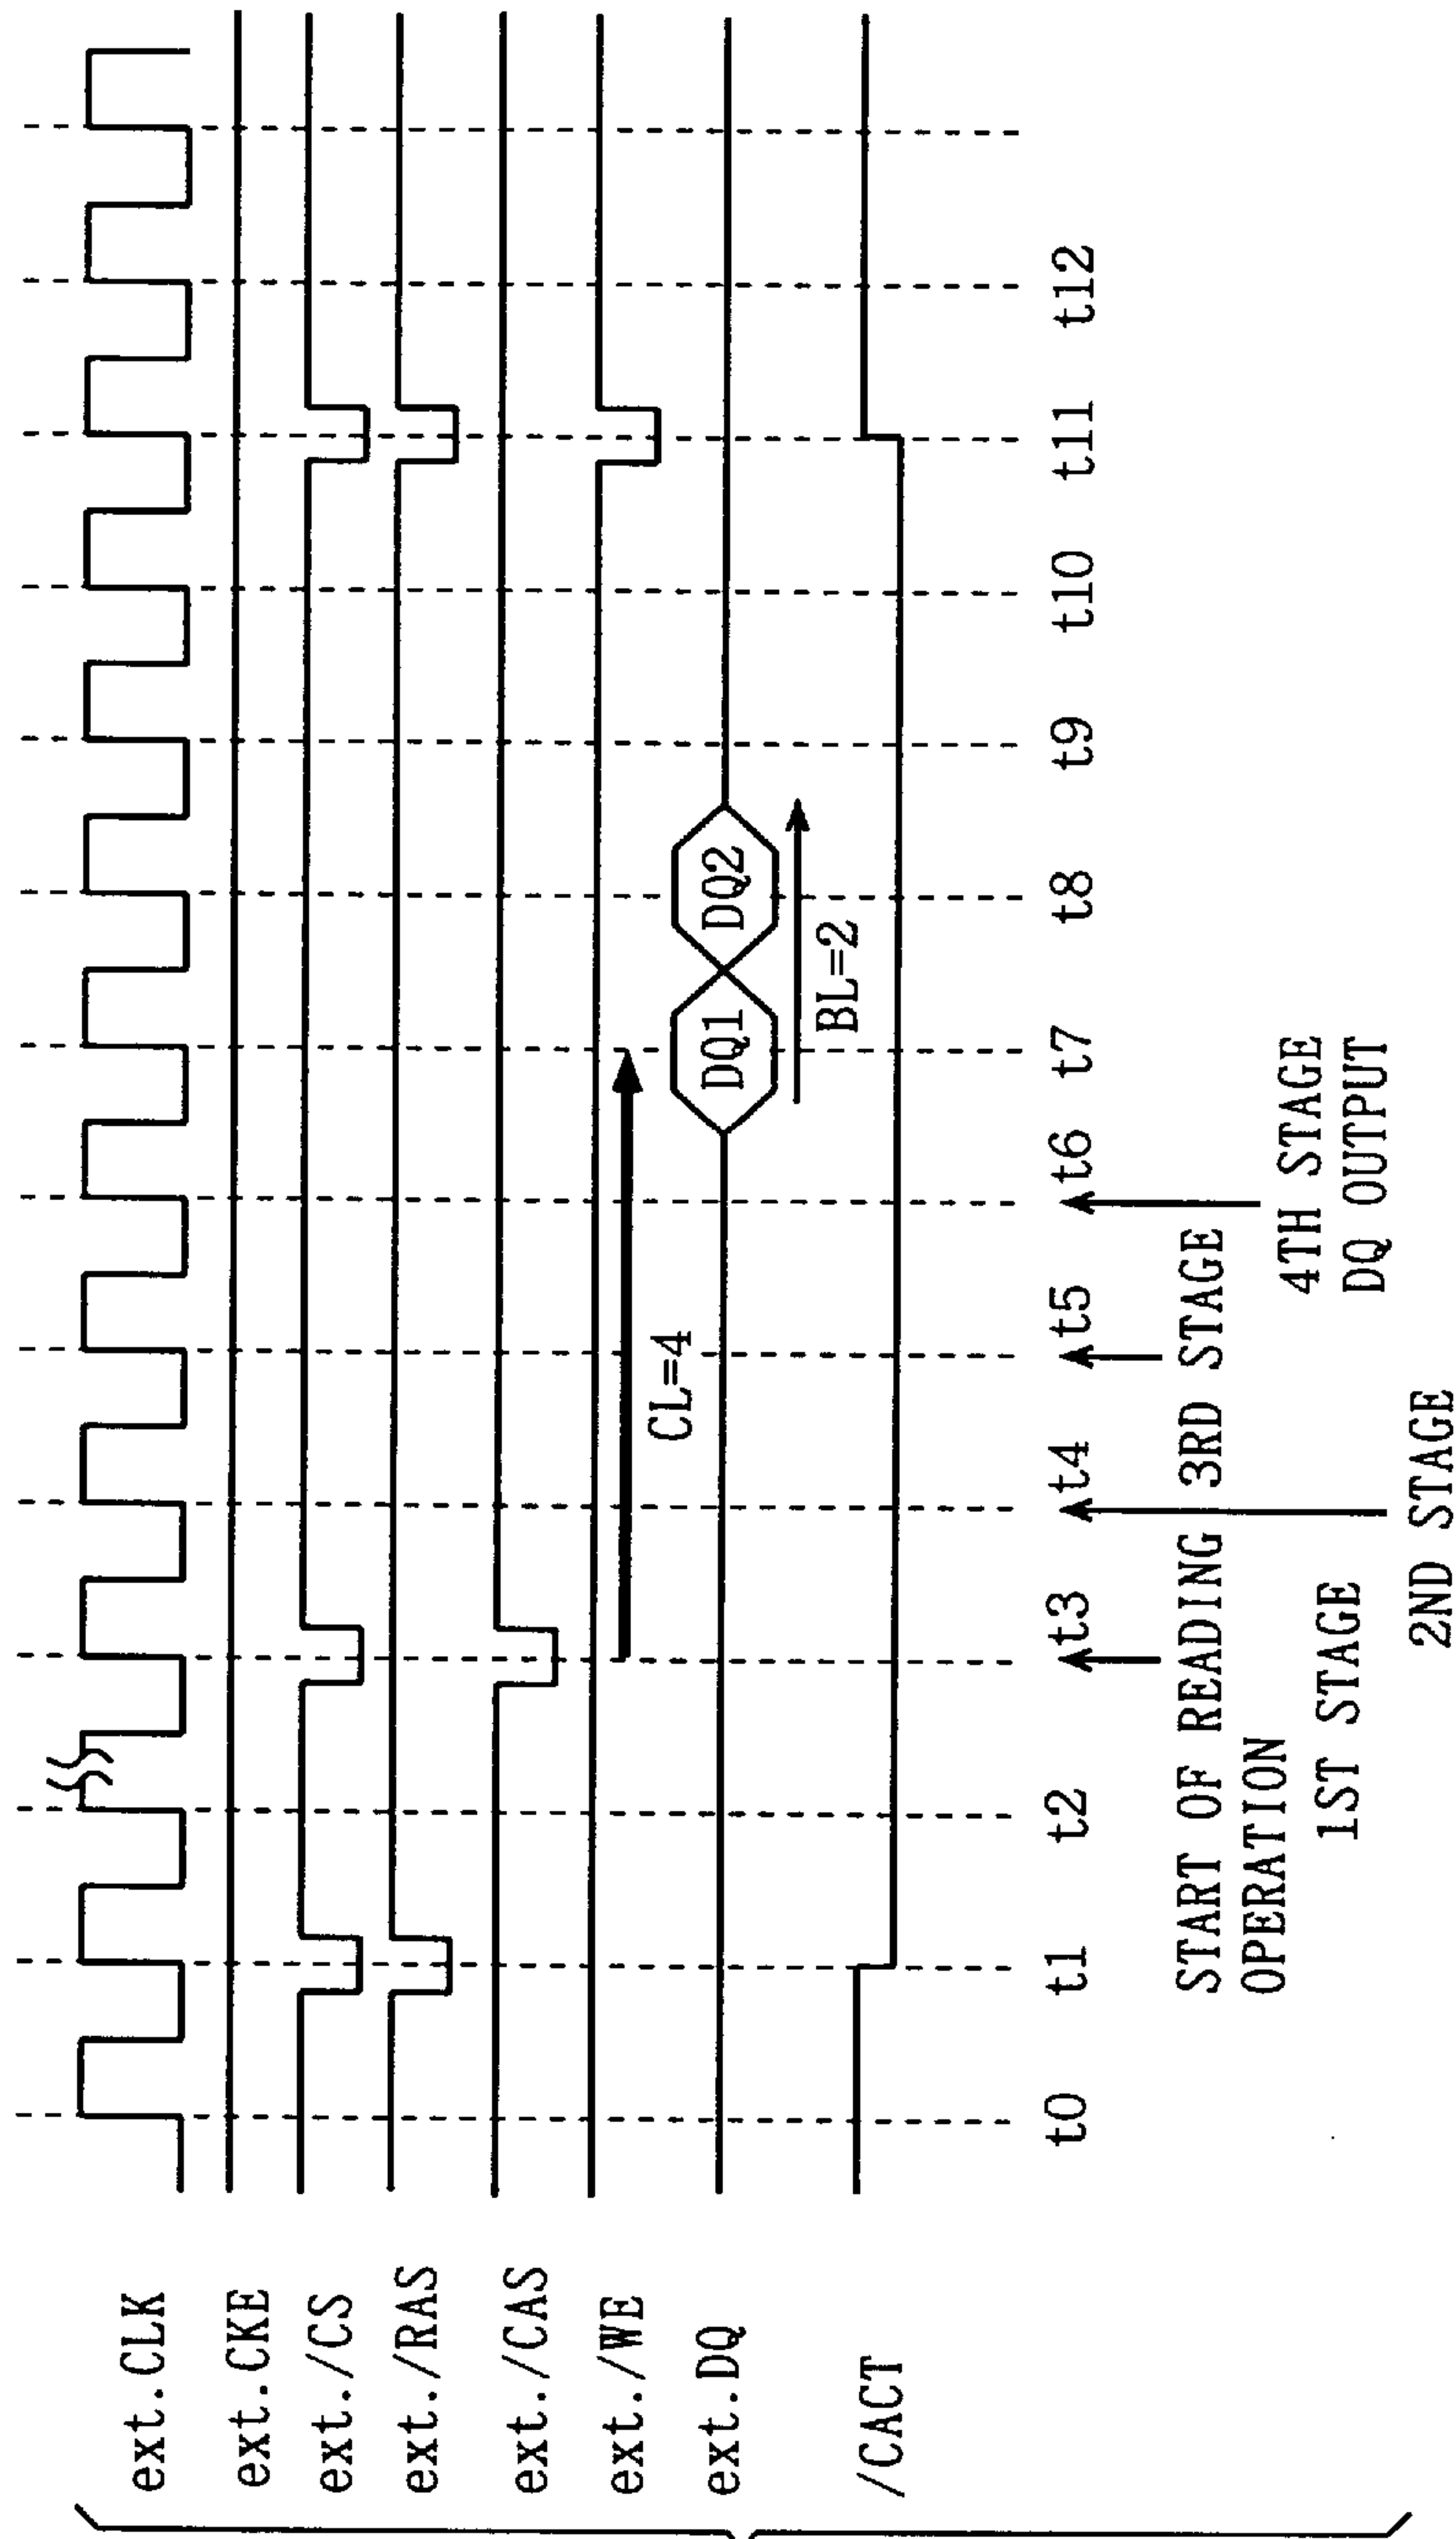 ext.CLK
ext.CKE
ext./CS
ext./RAS
ext./CAS
ext./WE
CL=4
ext.DQ
DQ1
DQ2
BL=2
/CACT
t0
t1
t2
t3
t4
t5
t6
t7
t8
t9
t10
t11
t12
START OF READING
OPERATION
1ST STAGE
2ND STAGE
3RD STAGE
4TH STAGE
DQ OUTPUT